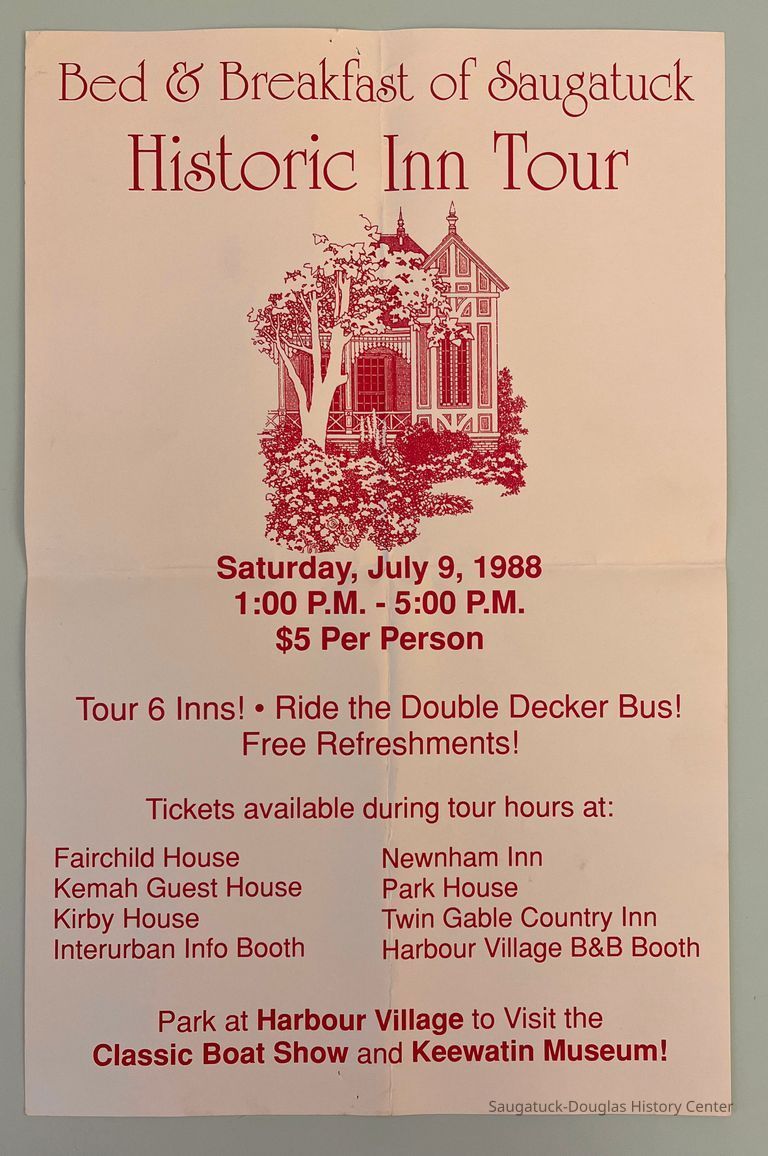 Bed & Breakfast of Saugatuck
Historic Inn Tour
Saturday, July 9, 1988
1:00 P.M. - 5:00 P.M.
$5 Per Person
Tour 6 Inns! • Ride the Double Decker Bus!
Free Refreshments!
Tickets available during tour hours at:
Fairchild House
Kemah Guest House
Kirby House
Interurban Info Booth
Newnham Inn
Park House
Twin Gable Country Inn
Harbour Village B&B Booth
Park at Harbour Village to Visit the
Classic Boat Show and Keewatin Museum!
Saugatuck-Douglas History Center